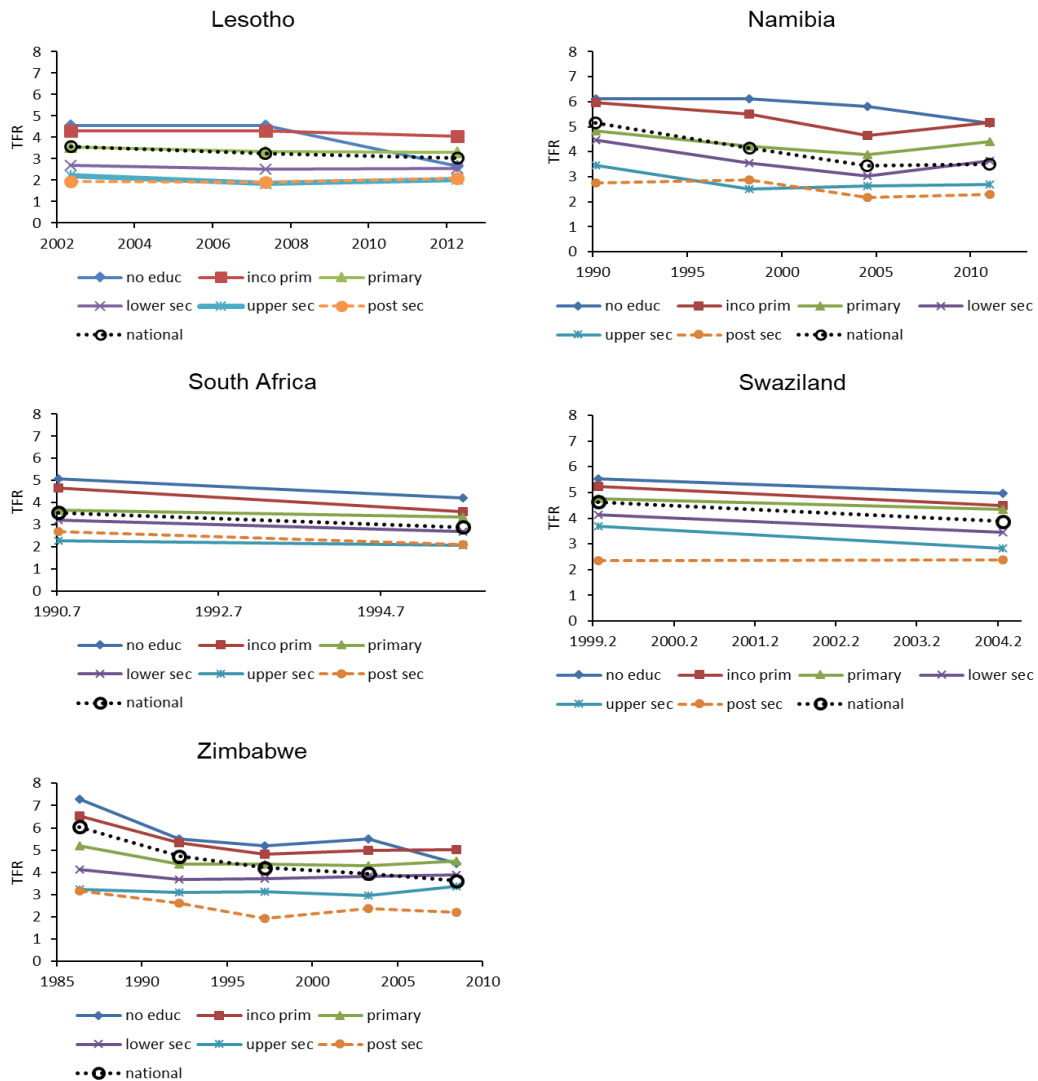 Lesotho
TFR
8
7
6
5
4
3
2
1
0
2002 2004 2006 2008 2010 2012
no educ inco prim primary
lower sec upper sec post sec
national
Namibia
TFR
8
7
6
5
4
3
2
1
0
1990 1995 2000 2005 2010
no educ inco prim primary lower sec
upper sec post sec national
South Africa
TFR
8
7
6
5
4
3
2
1
0
1990.7 1992.7 1994.7
no educ inco prim primary
lower sec upper sec post sec
national
Swaziland
TFR
8
7
6
5
4
3
2
1
0
1999.2 2000.2 2001.2 2002.2 2003.2 2004.2
no educ inco prim primary lower sec
upper sec post sec national
Zimbabwe
TFR
8
7
6
5
4
3
2
1
0
1985 1990 1995 2000 2005 2010
no educ inco prim primary
lower sec upper sec post sec
national